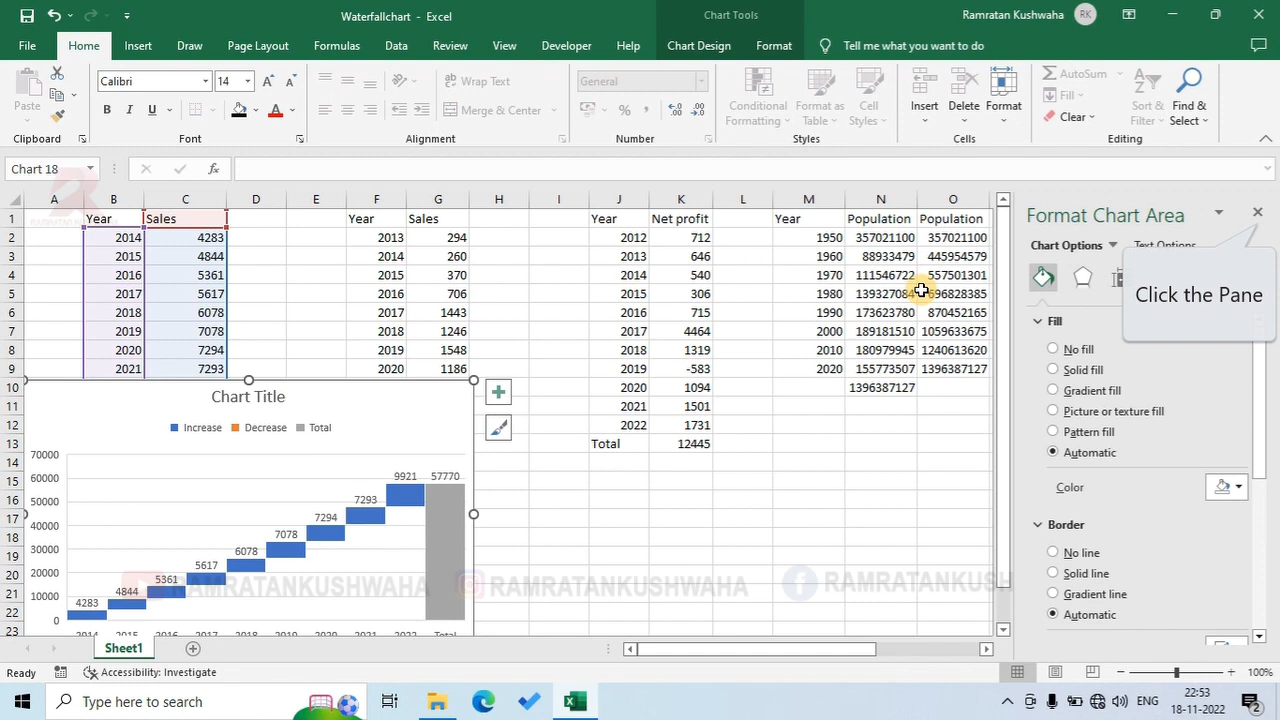 Waterfallchart - Excel
Chart Tools
Ramratan Kushwaha
RK
File
Home
Insert
Draw
Page Layout
Formulas
Data
Review
View
Developer
Help
Chart Design
Format
Tell me what you want to do
Paste
Calibri
14
Wrap Text
General
Conditional
Formatting
Format as
Table
Cell
Styles
Insert
Delete
Format
AutoSum
Fill
Clear
Sort &
Filter
Find &
Select
B I U
Merge & Center
Clipboard
Font
Alignment
Number
Styles
Cells
Editing
Chart 18
fx
A B C D E F G H I J K L M N O
1 Year Sales Year Sales Year Net profit Year Population Population
2 2014 4283 2013 294 2012 712 1950 357021100 357021100
3 2015 4844 2014 260 2013 646 1960 88933479 445954579
4 2016 5361 2015 370 2014 540 1970 111546722 557501301
5 2017 5617 2016 706 2015 306 1980 139327084 696828385
6 2018 6078 2017 1443 2016 715 1990 173623780 870452165
7 2019 7078 2018 1246 2017 4464 2000 189181510 1059633675
8 2020 7294 2019 1548 2018 1319 2010 180979945 1240613620
9 2021 7293 2020 1186 2019 -583 2020 155773507 1396387127
10 2020 1094 1396387127
11 2021 1501
12 2022 1731
13 Total 12445
14
15
16
17
18
19
20
21
22
23
Chart Title
Increase Decrease Total
70000
60000
50000
40000
30000
20000
10000
0
4283
4844
5361
5617
6078
7078
7294
7293
9921
57770
2014 2015 2016 2017 2018 2019 2020 2021 2022 Total
RAMRATANKUSHWAHA
RAMRATANKUSHWAHA
RAMRATANKUSH
RAMRATAN KUSHWAHA
Format Chart Area
Chart Options
Text Options
Click the Pane
Fill
No fill
Solid fill
Gradient fill
Picture or texture fill
Pattern fill
Automatic
Color
Border
No line
Solid line
Gradient line
Automatic
Sheet1
Ready
Accessibility: Investigate
100%
Type here to search
ENG
22:53
18-11-2022
2